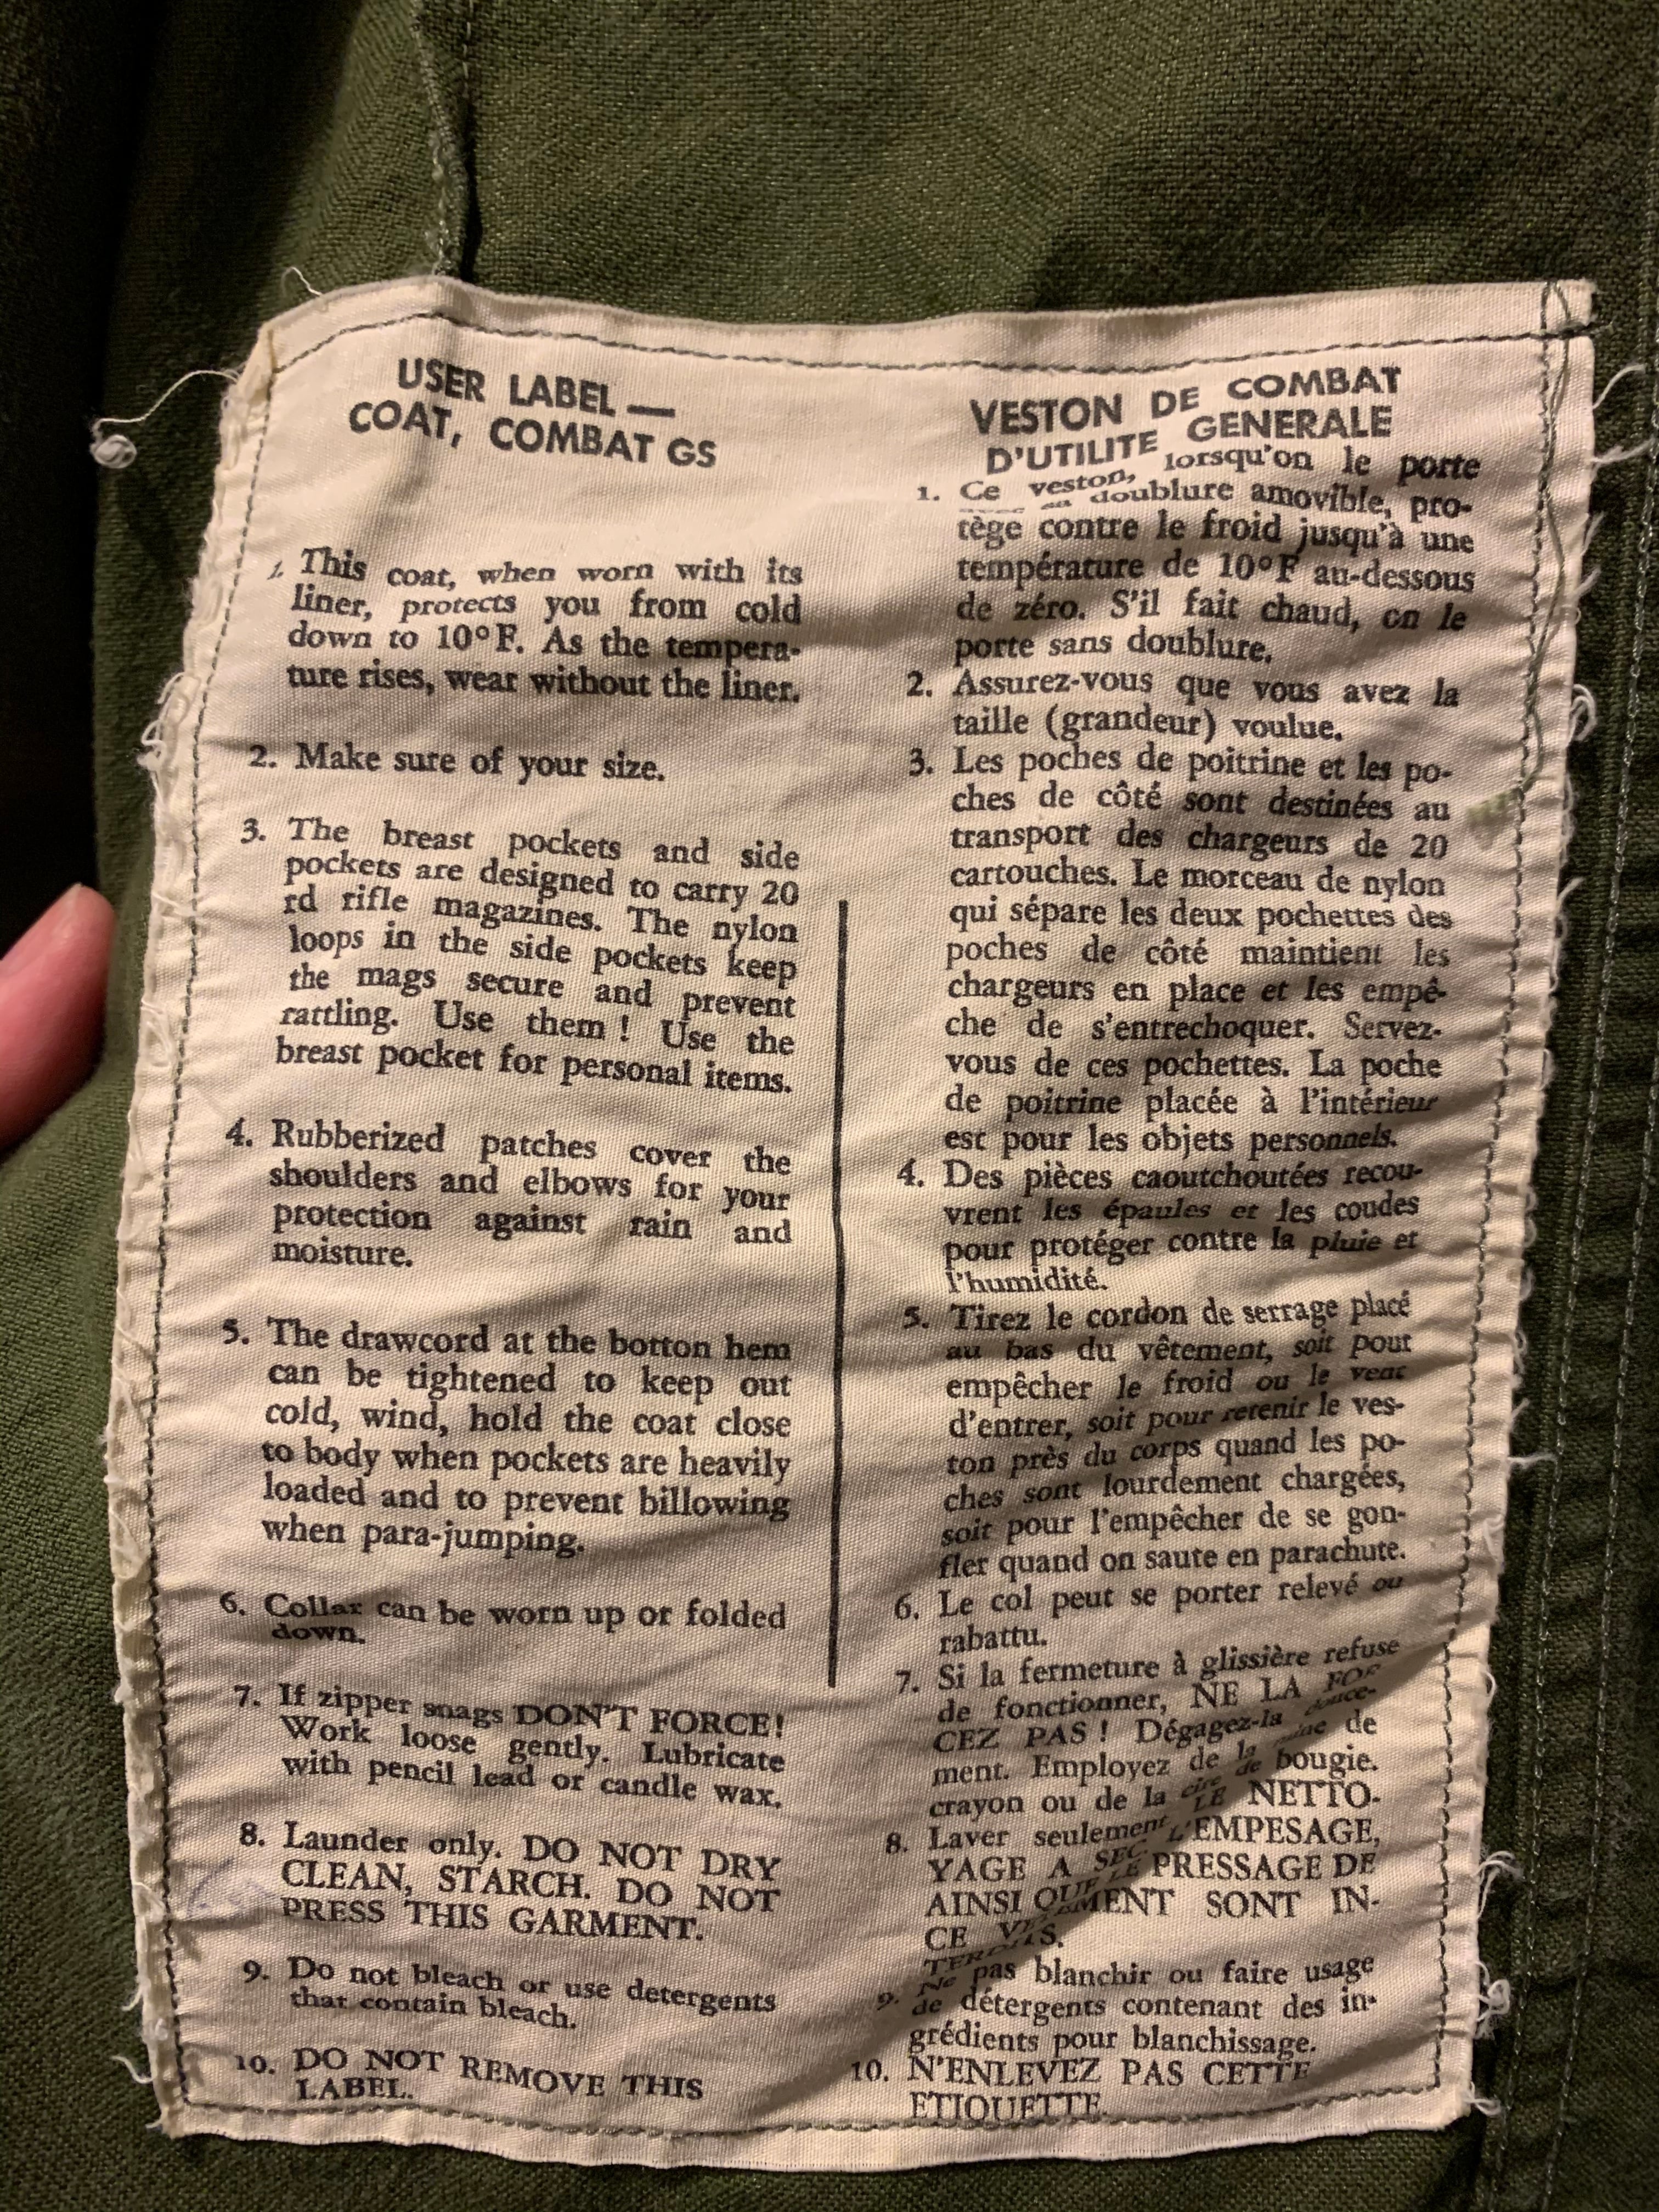 USER LABEL —
COAT, COMBAT GS
1. This coat, when worn with its
liner, protects you from cold
down to 10°F. As the tempera-
ture rises, wear without the liner.
2. Make sure of your size.
3. The breast pockets and side
pockets are designed to carry 20
rd rifle magazines. The nylon
loops in the side pockets keep
the mags secure and prevent
rattling. Use them! Use the
breast pocket for personal items.
4. Rubberized patches cover the
shoulders and elbows for your
protection against rain and
moisture.
5. The drawcord at the botton hem
can be tightened to keep out
cold, wind, hold the coat close
to body when pockets are heavily
loaded and to prevent billowing
when para-jumping.
6. Collar can be worn up or folded
down.
7. If zipper snags DON'T FORCE!
Work loose gently. Lubricate
with pencil lead or candle wax.
8. Launder only. DO NOT DRY
CLEAN, STARCH. DO NOT
PRESS THIS GARMENT.
9. Do not bleach or use detergents
that contain bleach.
10. DO NOT REMOVE THIS
LABEL.
VESTON DE COMBAT
D'UTILITE GENERALE
1. Ce veston, lorsqu'on le porte
avec sa doublure amovible, pro-
tège contre le froid jusqu'à une
température de 10°F au-dessous
de zéro. S'il fait chaud, on le
porte sans doublure.
2. Assurez-vous que vous avez la
taille (grandeur) voulue.
3. Les poches de poitrine et les po-
ches de côté sont destinées au
transport des chargeurs de 20
cartouches. Le morceau de nylon
qui sépare les deux pochettes des
poches de côté maintient les
chargeurs en place et les empê-
che de s'entrechoquer. Servez-
vous de ces pochettes. La poche
de poitrine placée à l'intérieur
est pour les objets personnels.
4. Des pièces caoutchoutées recou-
vrent les épaules et les coudes
pour protéger contre la pluie et
l'humidité.
5. Tirez le cordon de serrage placé
au bas du vêtement, soit pour
empêcher le froid ou le vent
d'entrer, soit pour retenir le ves-
ton près du corps quand les po-
ches sont lourdement chargées,
soit pour l'empêcher de se gon-
fler quand on saute en parachute.
6. Le col peut se porter relevé ou
rabattu.
7. Si la fermeture à glissière refuse
de fonctionner, NE LA FOR-
CEZ PAS! Dégagez-la douce-
ment. Employez de la mine de
crayon ou de la cire de bougie.
8. Laver seulement LE NETTO-
YAGE A SEC L'EMPESAGE,
AINSI QUE LE PRESSAGE DE
CE VETEMENT SONT IN-
TERDITS.
9. Ne pas blanchir ou faire usage
de détergents contenant des in-
grédients pour blanchissage.
10. N'ENLEVEZ PAS CETTE
ETIQUETTE.